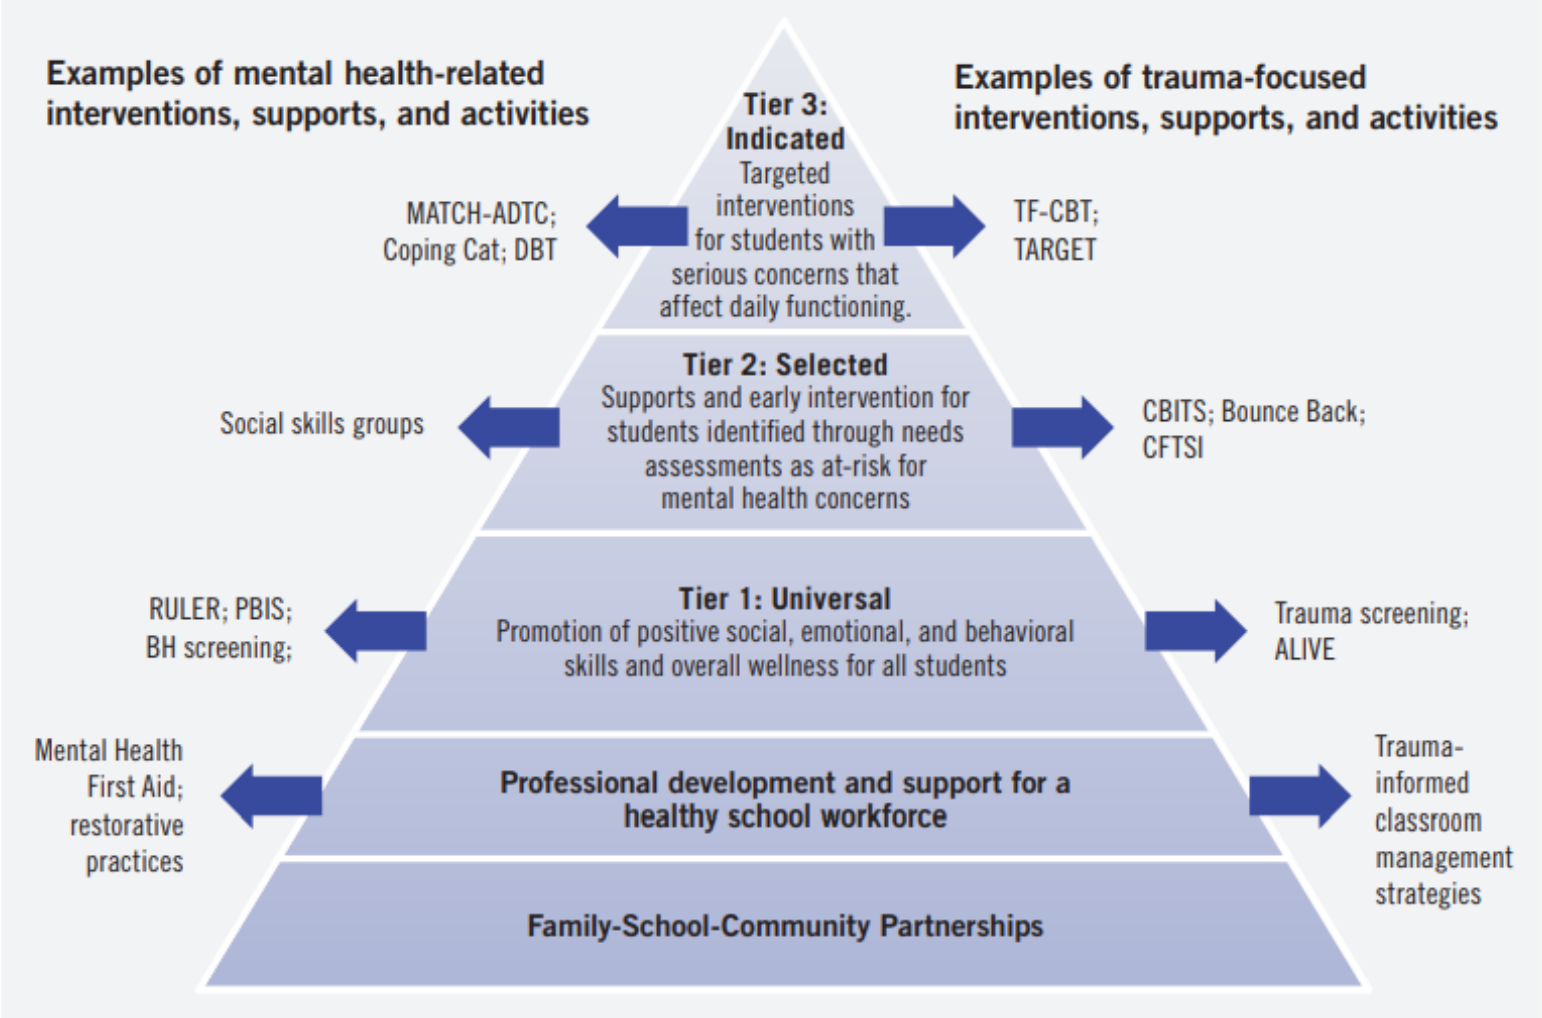 Examples of mental health-related
interventions, supports, and activities
Examples of trauma-focused
interventions, supports, and activities
Tier 3:
Indicated
Targeted
interventions
for students with
serious concerns that
affect daily functioning.
MATCH-ADTC;
Coping Cat; DBT
TF-CBT;
TARGET
Tier 2: Selected
Supports and early intervention for
students identified through needs
assessments as at-risk for
mental health concerns
Social skills groups
CBITS; Bounce Back;
CFTSI
Tier 1: Universal
Promotion of positive social, emotional, and behavioral
skills and overall wellness for all students
RULER; PBIS;
BH screening;
Trauma screening;
ALIVE
Professional development and support for a
healthy school workforce
Mental Health
First Aid;
restorative
practices
Trauma-
informed
classroom
management
strategies
Family-School-Community Partnerships